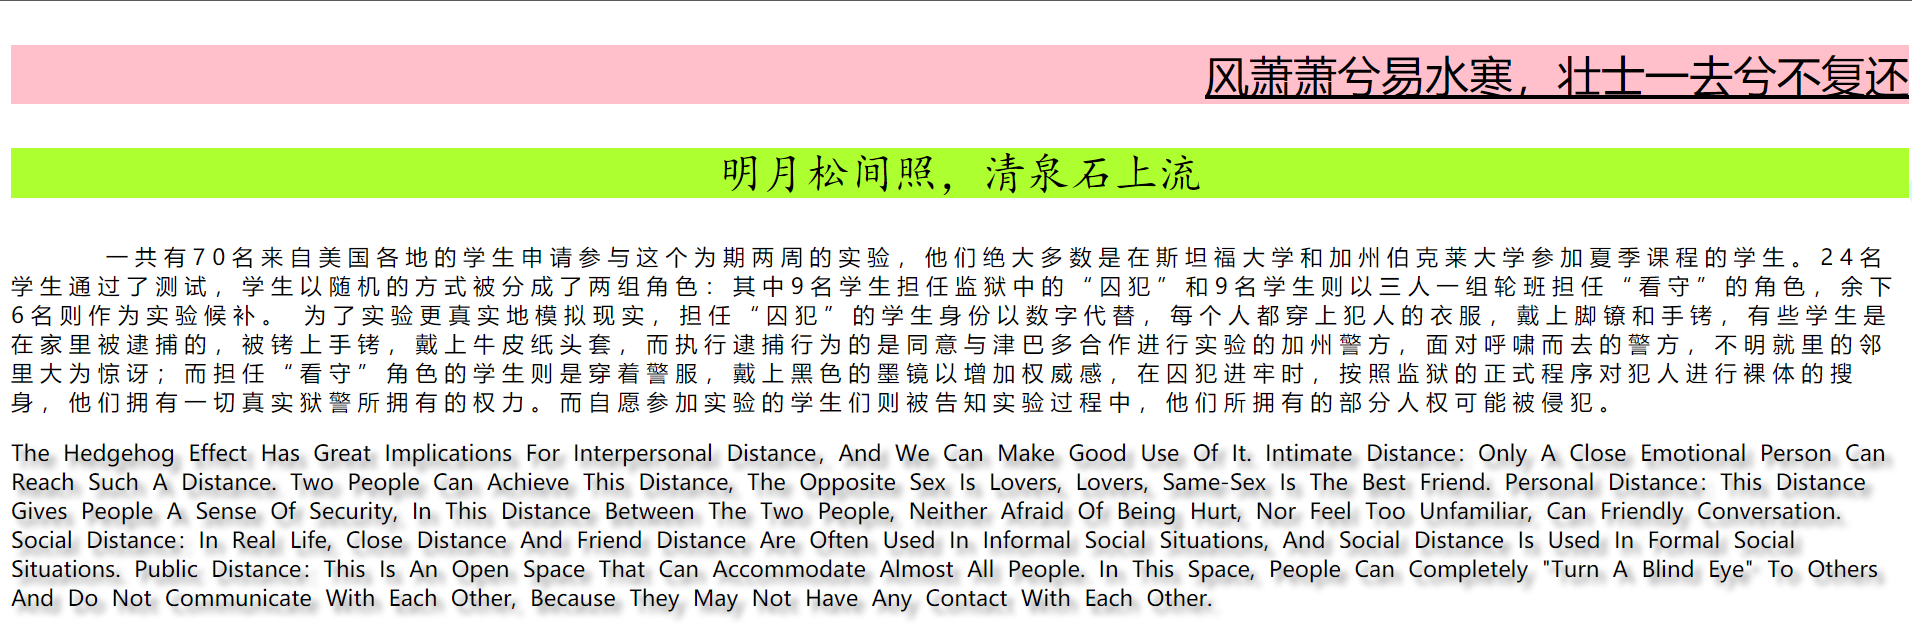 风萧萧兮易水寒，壮士一去兮不复还
明月松间照，清泉石上流
一共有70名来自美国各地的学生申请参与这个为期两周的实验，他们绝大多数是在斯坦福大学和加州伯克莱大学参加夏季课程的学生。24名
学生通过了测试，学生以随机的方式被分成了两组角色：其中9名学生担任监狱中的“囚犯”和9名学生则以三人一组轮班担任“看守”的角色，余下
6名则作为实验候补。 为了实验更真实地模拟现实，担任“囚犯”的学生身份以数字代替，每个人都穿上犯人的衣服，戴上脚镣和手铐，有些学生是
在家里被逮捕的，被铐上手铐，戴上牛皮纸头套，而执行逮捕行为的是同意与津巴多合作进行实验的加州警方，面对呼啸而去的警方，不明就里的邻
里大为惊讶；而担任“看守”角色的学生则是穿着警服，戴上黑色的墨镜以增加权威感，在囚犯进牢时，按照监狱的正式程序对犯人进行裸体的搜
身，他们拥有一切真实狱警所拥有的权力。而自愿参加实验的学生们则被告知实验过程中，他们所拥有的部分人权可能被侵犯。
The Hedgehog Effect Has Great Implications For Interpersonal Distance, And We Can Make Good Use Of It. Intimate Distance: Only A Close Emotional Person Can
Reach Such A Distance. Two People Can Achieve This Distance, The Opposite Sex Is Lovers, Lovers, Same-Sex Is The Best Friend. Personal Distance: This Distance
Gives People A Sense Of Security, In This Distance Between The Two People, Neither Afraid Of Being Hurt, Nor Feel Too Unfamiliar, Can Friendly Conversation.
Social Distance: In Real Life, Close Distance And Friend Distance Are Often Used In Informal Social Situations, And Social Distance Is Used In Formal Social
Situations. Public Distance: This Is An Open Space That Can Accommodate Almost All People. In This Space, People Can Completely "Turn A Blind Eye" To Others
And Do Not Communicate With Each Other, Because They May Not Have Any Contact With Each Other.